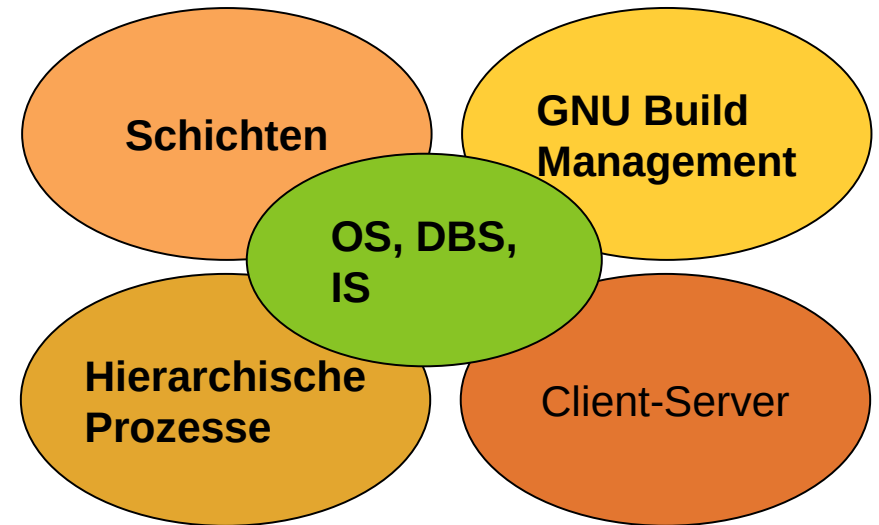 Schichten
GNU Build
Management
OS, DBS,
IS
Hierarchische
Prozesse
Client-Server